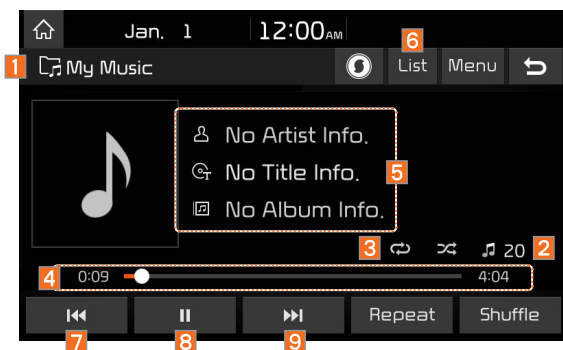 Jan. 1 12:00AM
6
1 My Music List Menu
No Artist Info.
No Title Info. 5
No Album Info.
3 20 2
4 0:09 4:04
Repeat Shuffle
7 8 9